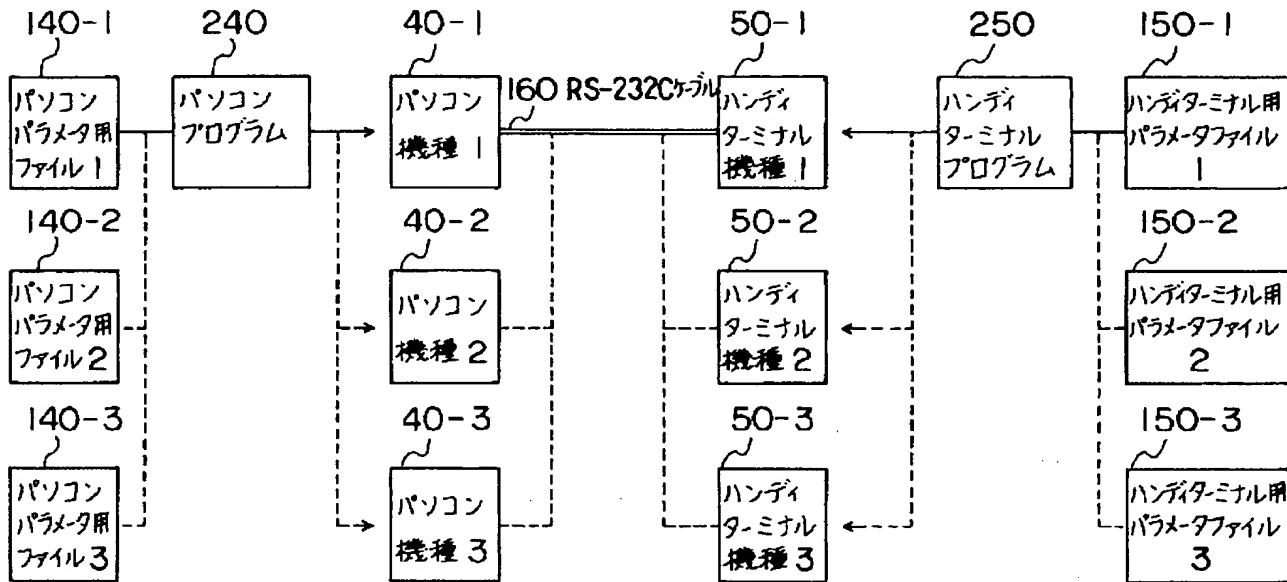 140-1
240
40-1
50-1
250
150-1
パソコン
パラメータ用
ファイル1
パソコン
プログラム
パソコン
機種1
160 RS-232Cケーブル
ハンディ
ターミナル
機種1
ハンディ
ターミナル
プログラム
ハンディターミナル用
パラメータファイル
1
140-2
40-2
50-2
150-2
パソコン
パラメータ用
ファイル2
パソコン
機種2
ハンディ
ターミナル
機種2
ハンディターミナル用
パラメータファイル
2
140-3
40-3
50-3
150-3
パソコン
パラメータ用
ファイル3
パソコン
機種3
ハンディ
ターミナル
機種3
ハンディターミナル用
パラメータファイル
3